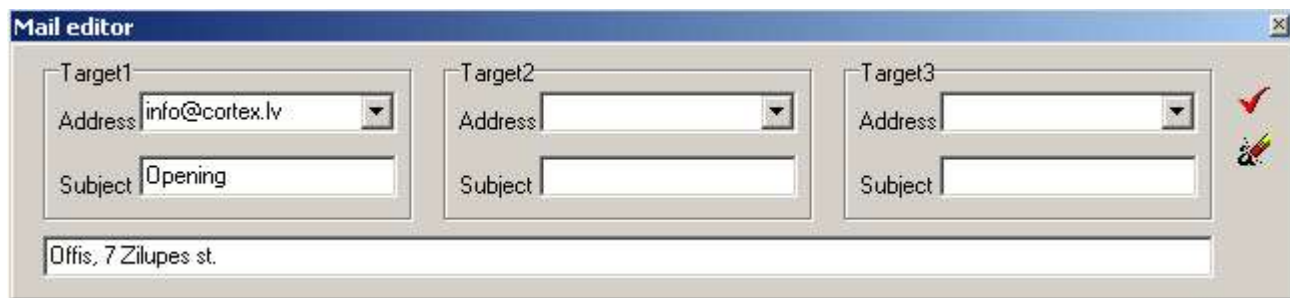 Mail editor
Target1
Address info@cortex.lv
Subject Opening
Target2
Address
Subject
Target3
Address
Subject
Offis, 7 Zilupes st.